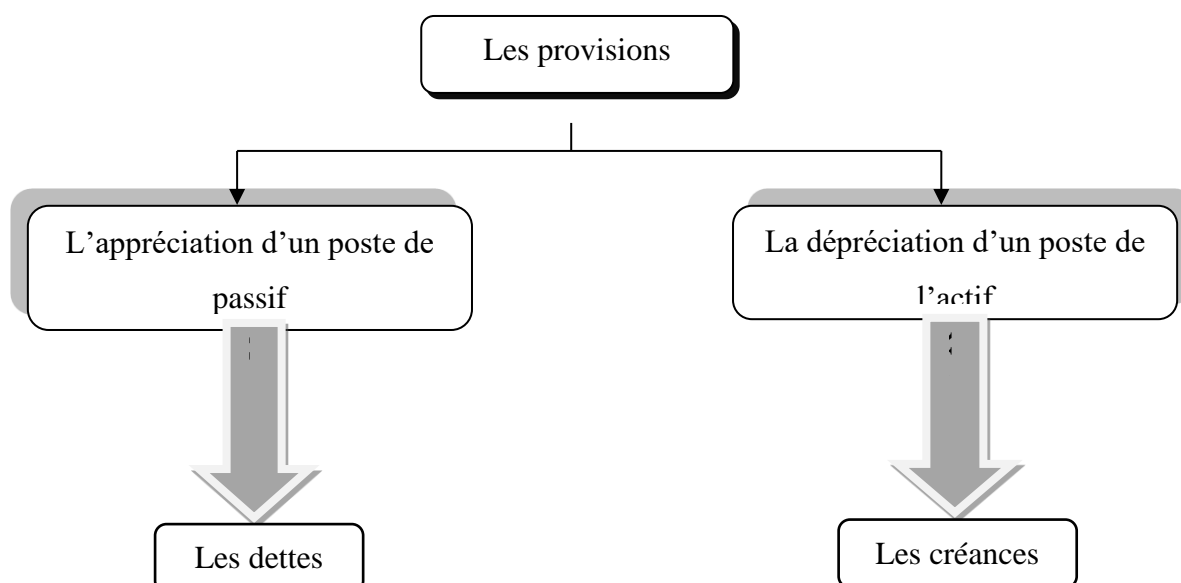 Les provisions
L’appréciation d’un poste de
passif
La dépréciation d’un poste de
l’actif
Les dettes
Les créances